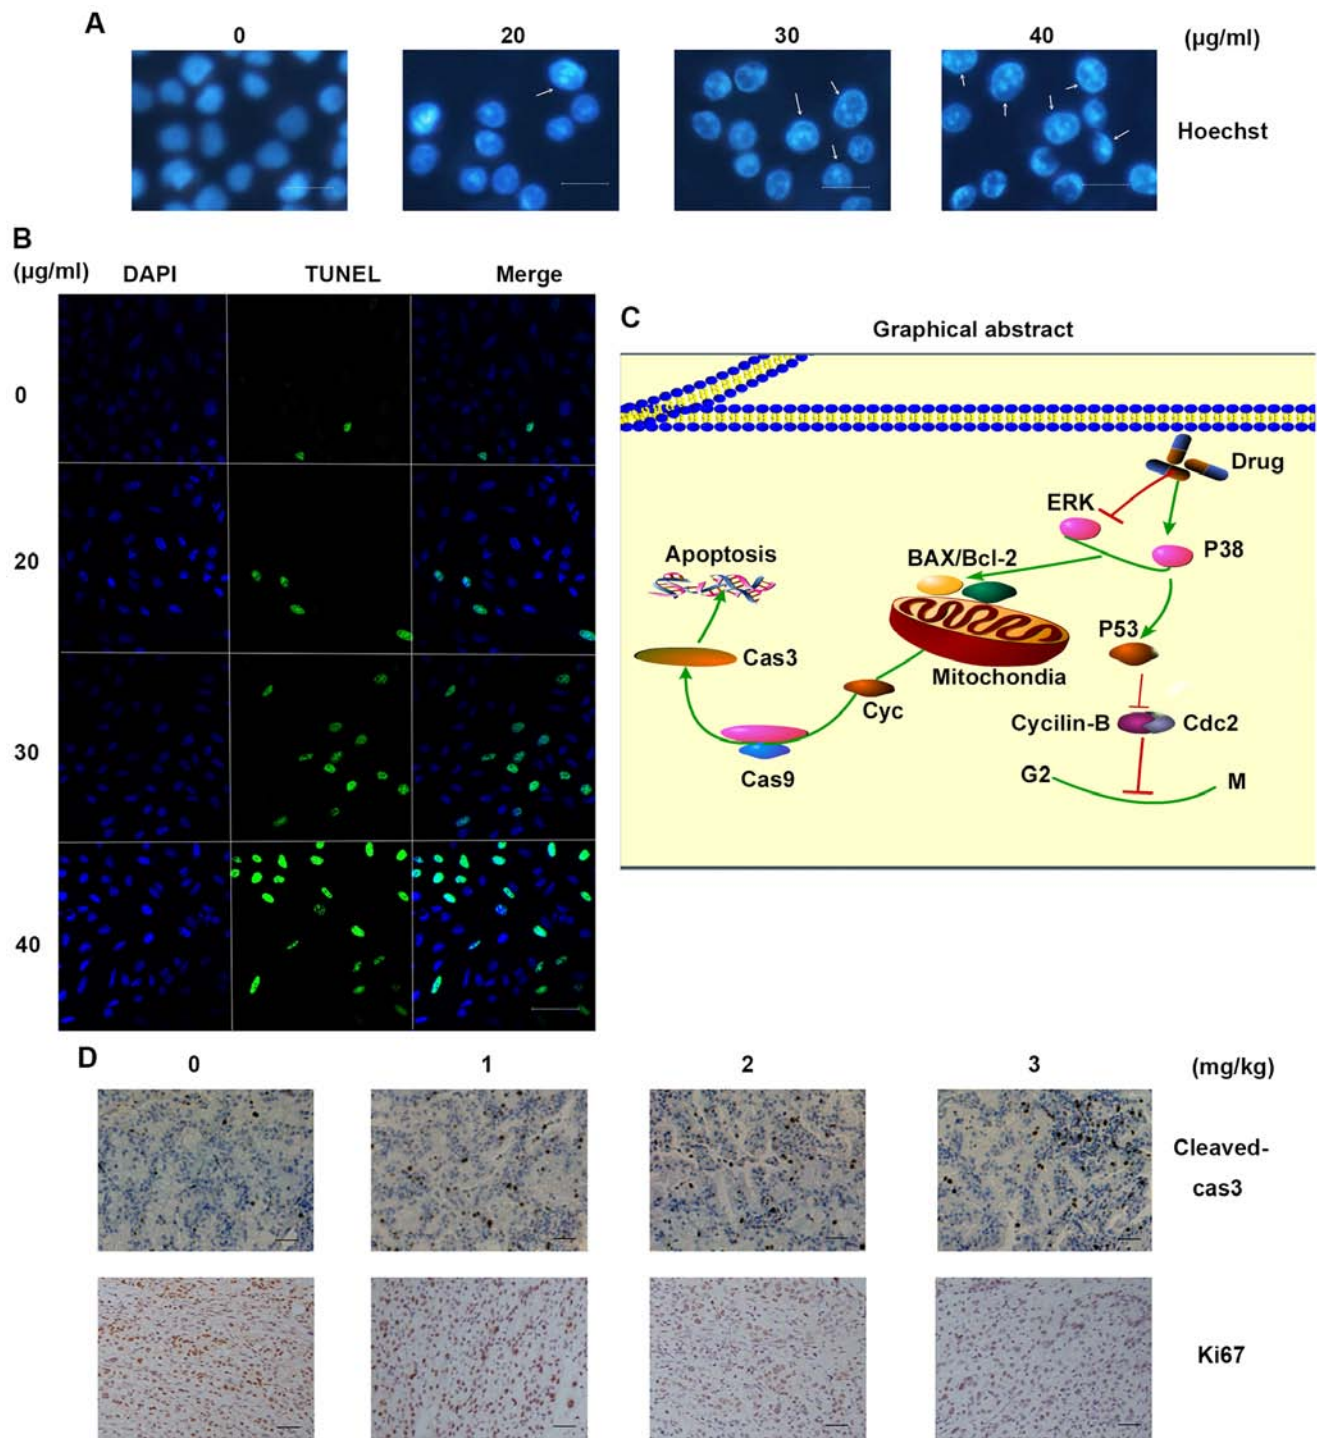 A
0 20 30 40 (µg/ml)
Hoechst
B
(µg/ml) DAPI TUNEL Merge
0
20
30
40
C
Graphical abstract
Drug
ERK
P38
BAX/Bcl-2
Apoptosis
P53
Cas3
Mitochondia
Cyc
Cycilin-B Cdc2
Cas9
G2 M
D
0 1 2 3 (mg/kg)
Cleaved-
cas3
Ki67